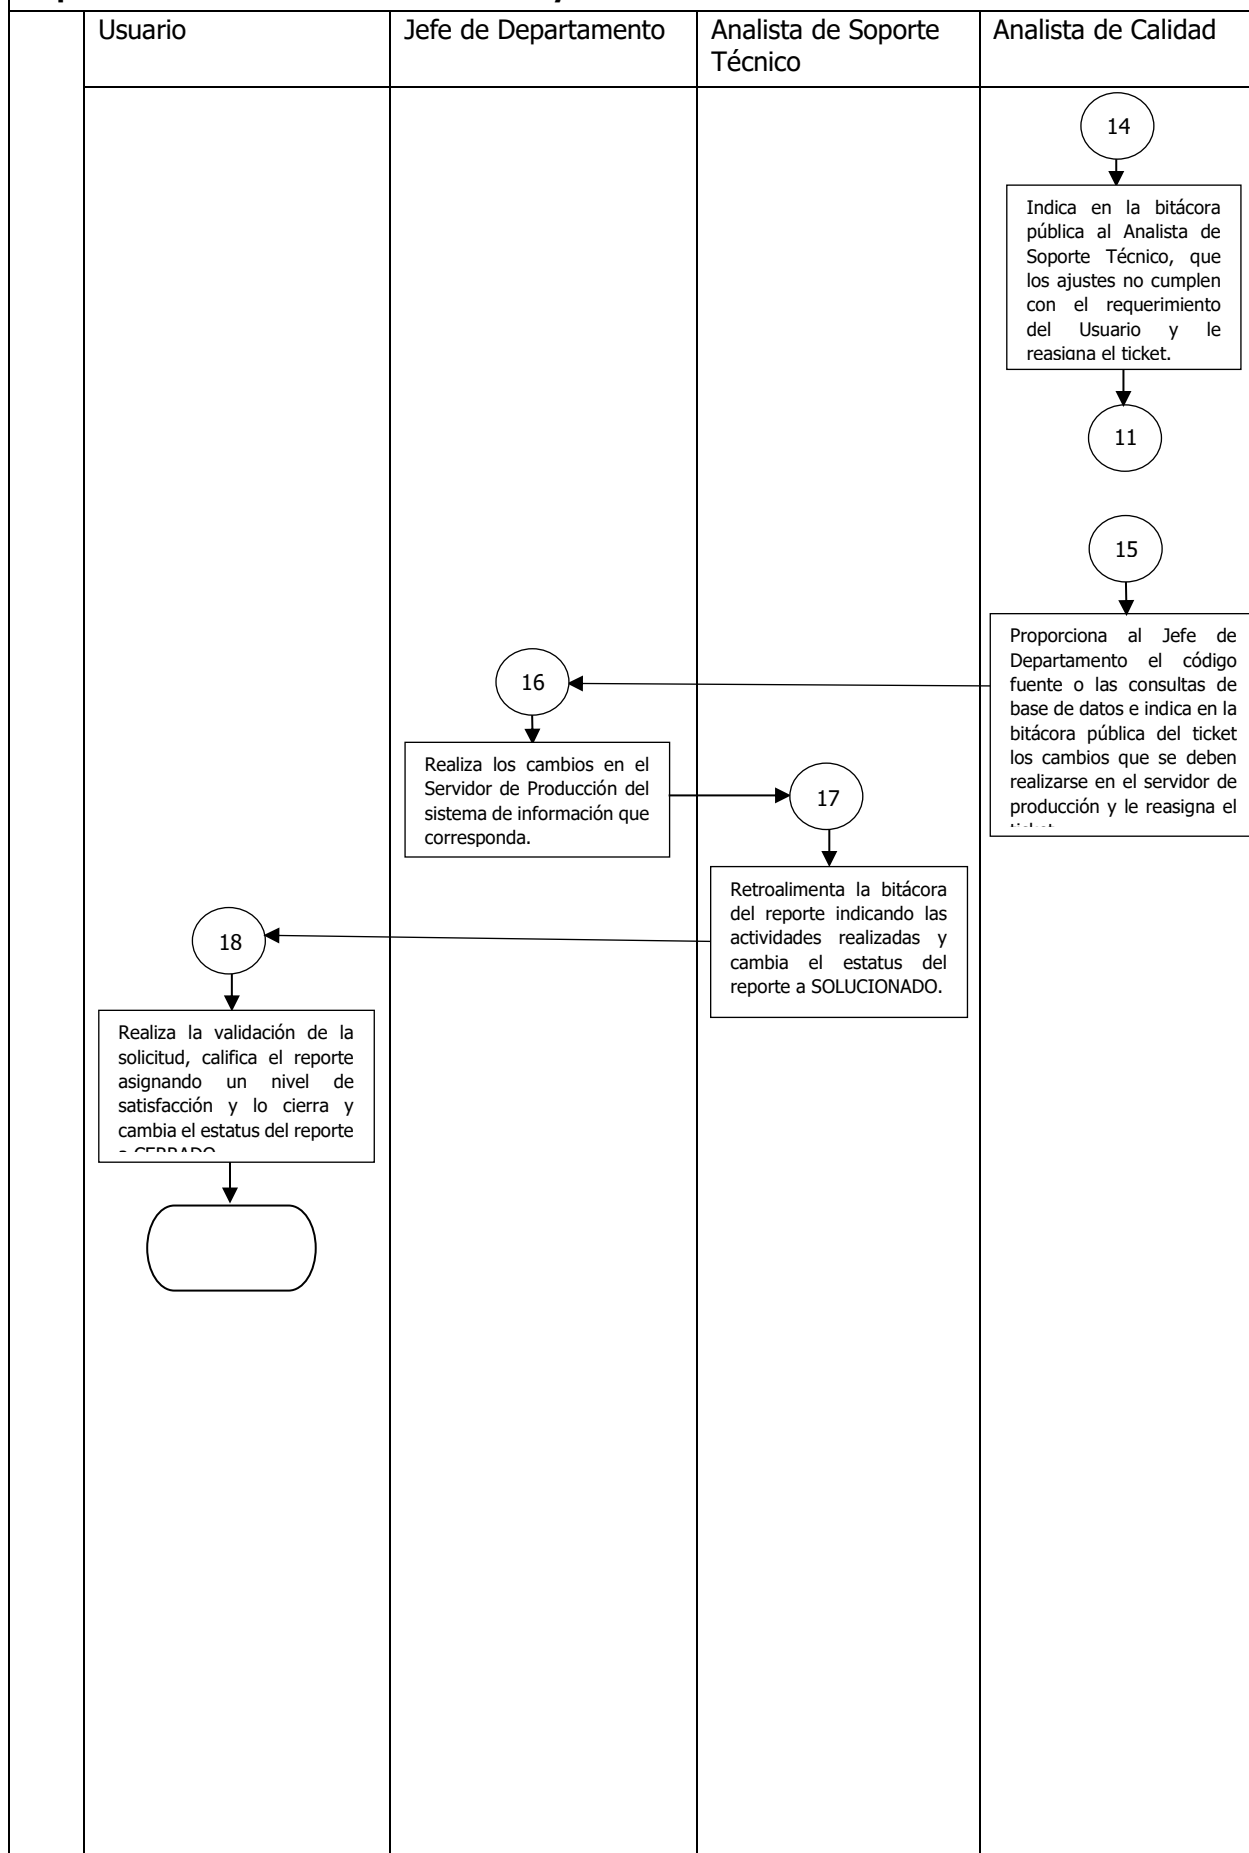 Usuario
Jefe de Departamento
Analista de Soporte
Técnico
Analista de Calidad
14
Indica en la bitácora
pública al Analista de
Soporte Técnico, que
los ajustes no cumplen
con el requerimiento
del Usuario y le
reasigna el ticket.
11
15
Proporciona al Jefe de
Departamento el código
fuente o las consultas de
base de datos e indica en la
bitácora pública del ticket
los cambios que se deben
realizarse en el servidor de
producción y le reasigna el
16
Realiza los cambios en el
Servidor de Producción del
sistema de información que
corresponda.
17
Retroalimenta la bitácora
del reporte indicando las
actividades realizadas y
cambia el estatus del
reporte a SOLUCIONADO.
18
Realiza la validación de la
solicitud, califica el reporte
asignando un nivel de
satisfacción y lo cierra y
cambia el estatus del reporte
a CERRADO